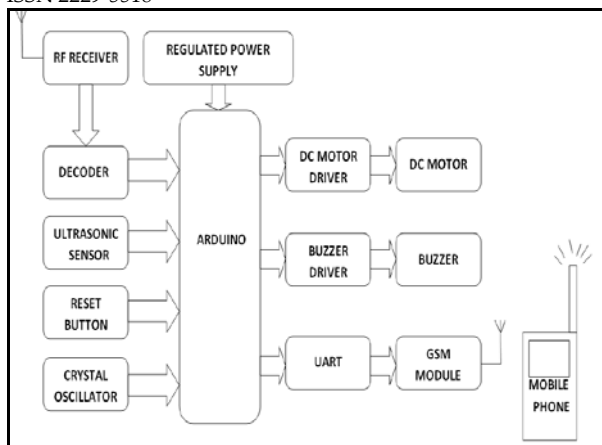 ISSN 2229-5518
RF RECEIVER
REGULATED POWER
SUPPLY
DECODER
ULTRASONIC
SENSOR
RESET
BUTTON
CRYSTAL
OSCILLATOR
ARDUINO
DC MOTOR
DRIVER
DC MOTOR
BUZZER
DRIVER
BUZZER
UART
GSM
MODULE
MOBILE
PHONE